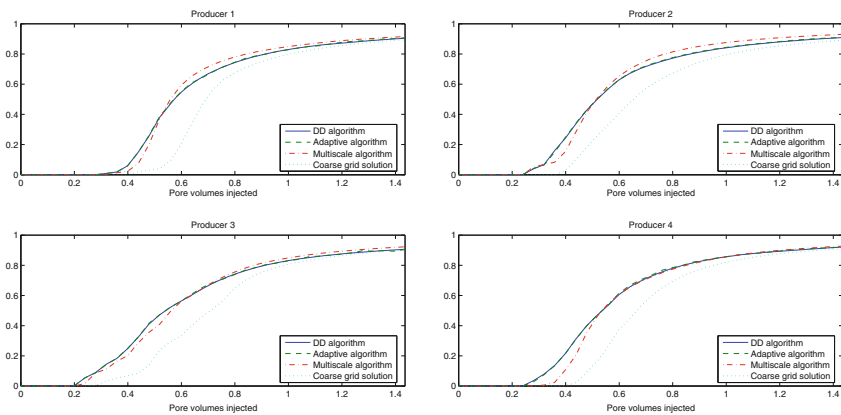 Producer 1
1
0.8
0.6
0.4
0.2
0
DD algorithm
Adaptive algorithm
Multiscale algorithm
Coarse grid solution
0 0.2 0.4 0.6 0.8 1 1.2 1.4
Pore volumes injected
Producer 2
1
0.8
0.6
0.4
0.2
0
DD algorithm
Adaptive algorithm
Multiscale algorithm
Coarse grid solution
0 0.2 0.4 0.6 0.8 1 1.2 1.4
Pore volumes injected
Producer 3
1
0.8
0.6
0.4
0.2
0
DD algorithm
Adaptive algorithm
Multiscale algorithm
Coarse grid solution
0 0.2 0.4 0.6 0.8 1 1.2 1.4
Pore volumes injected
Producer 4
1
0.8
0.6
0.4
0.2
0
DD algorithm
Adaptive algorithm
Multiscale algorithm
Coarse grid solution
0 0.2 0.4 0.6 0.8 1 1.2 1.4
Pore volumes injected